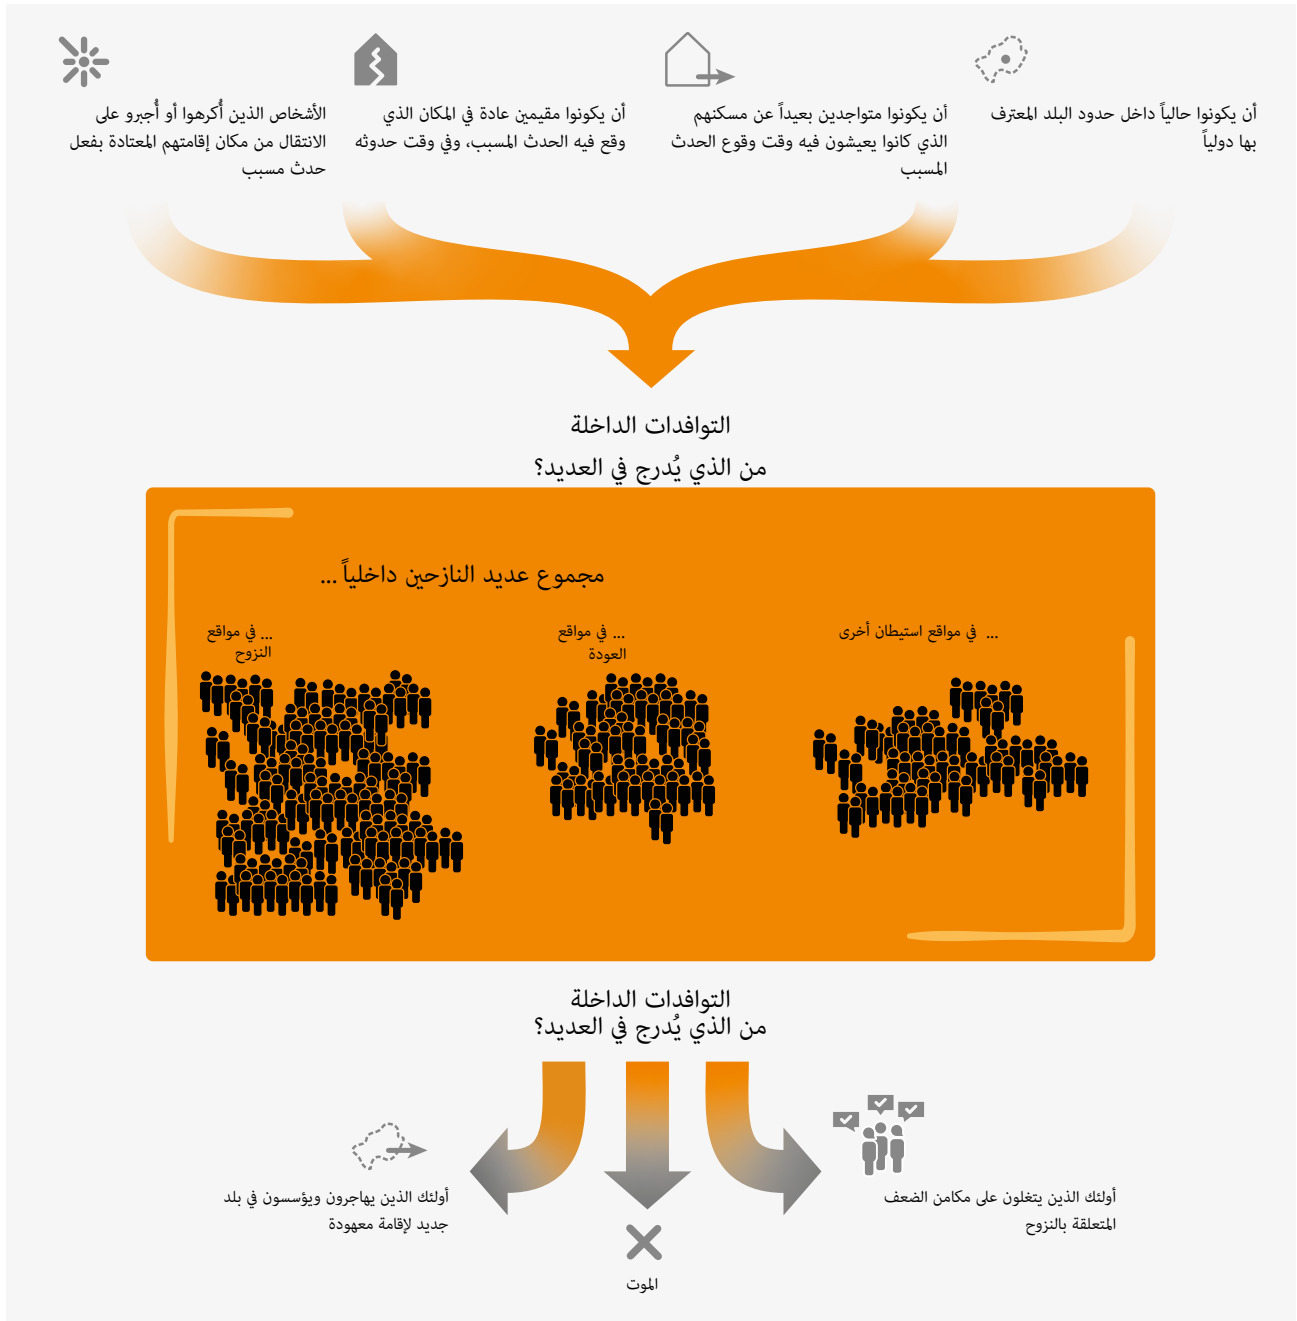 أن يكونوا حالياً داخل حدود البلد المعترف
بها دولياً
أن يكونوا متواجدين بعيداً عن مسكنهم
الذي كانوا يعيشون فيه وقت وقوع الحدث
المسبب
أن يكونوا مقيمين عادة في المكان الذي
وقع فيه الحدث المسبب، وفي وقت حدوثه
الأشخاص الذين أُكرهوا أو أُجبرو على
الانتقال من مكان إقامتهم المعتادة بفعل
حدث مسبب
التوافدات الداخلة
من الذي يُدرج في العديد؟
مجموع عديد النازحين داخلياً ...
... في مواقع استيطان أخرى
... في مواقع
العودة
... في مواقع
النزوح
التوافدات الداخلة
من الذي يُدرج في العديد؟
أولئك الذين يتغلون على مكامن الضعف
المتعلقة بالنزوح
أولئك الذين يهاجرون ويؤسسون في بلد
جديد لإقامة معهودة
الموت